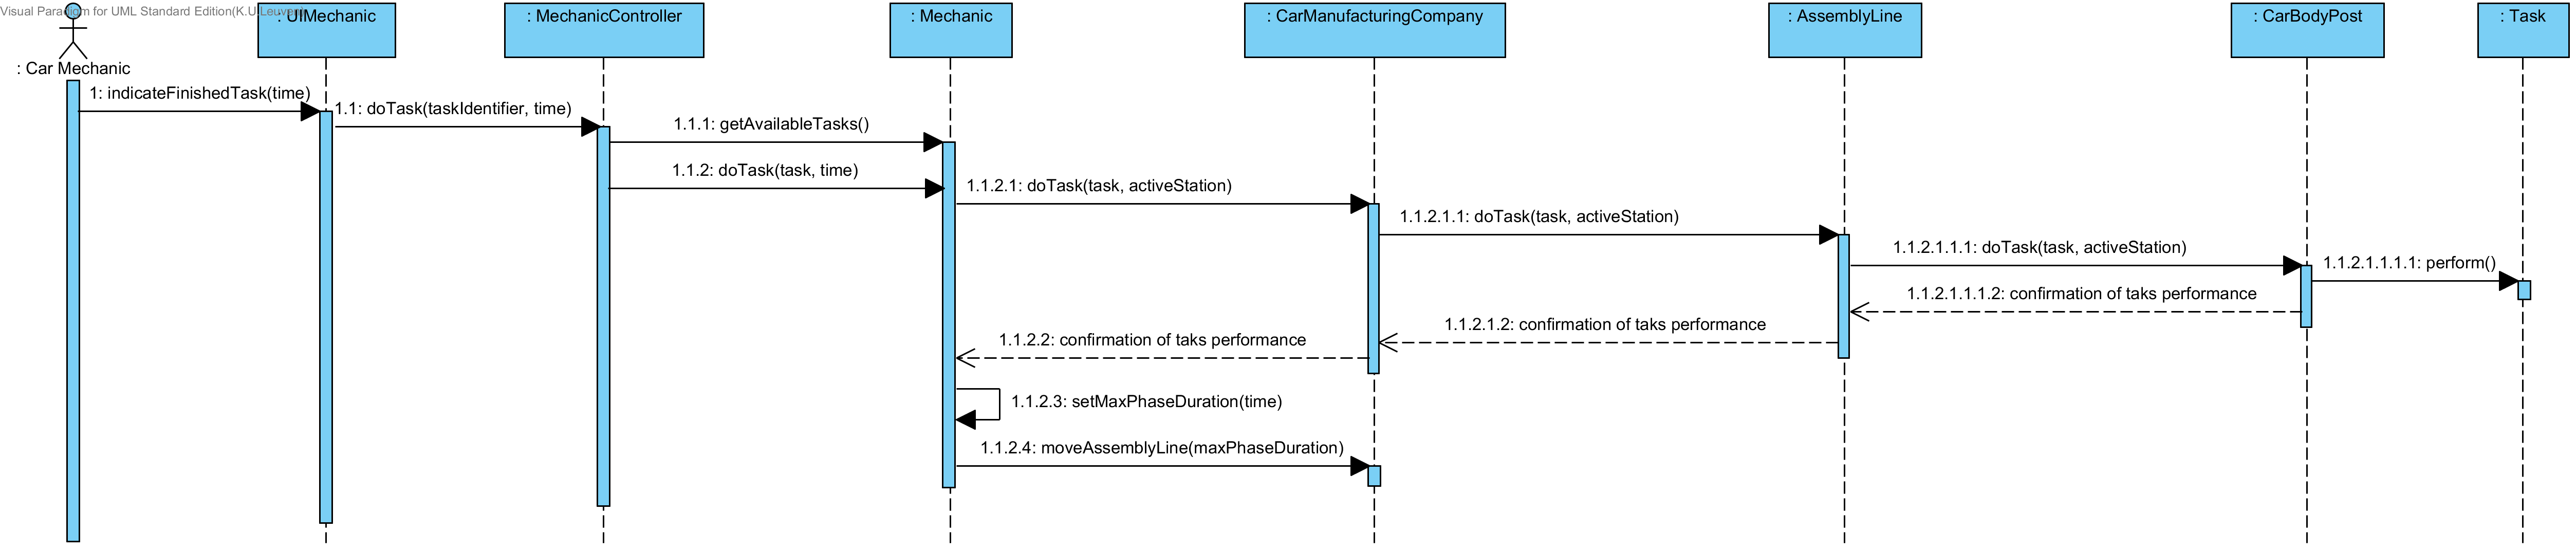 Visual Paradigm for UML Standard Edition(K.U.Leuven)
: UIMechanic
: MechanicController
: Mechanic
: CarManufacturingCompany
: AssemblyLine
: CarBodyPost
: Task
: Car Mechanic
1: indicateFinishedTask(time)
1.1: doTask(taskIdentifier, time)
1.1.1: getAvailableTasks()
1.1.2: doTask(task, time)
1.1.2.1: doTask(task, activeStation)
1.1.2.1.1: doTask(task, activeStation)
1.1.2.1.1.1: doTask(task, activeStation)
1.1.2.1.1.1.1: perform()
1.1.2.1.1.1.2: confirmation of taks performance
1.1.2.1.2: confirmation of taks performance
1.1.2.2: confirmation of taks performance
1.1.2.3: setMaxPhaseDuration(time)
1.1.2.4: moveAssemblyLine(maxPhaseDuration)